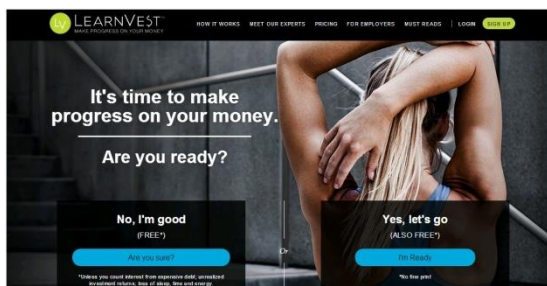 LV LEARNVEST™
MAKE PROGRESS ON YOUR MONEY
HOW IT WORKS MEET OUR EXPERTS PRICING FOR EMPLOYERS MUST READS | LOGIN SIGN UP
It's time to make
progress on your money.
Are you ready?
No, I'm good
(FREE*)
Are you sure?
*Unless you count interest from expensive debt, unrealized
investment returns, loss of sleep, time and energy
Or
Yes, let's go
(ALSO FREE*)
I'm Ready
*No fine print